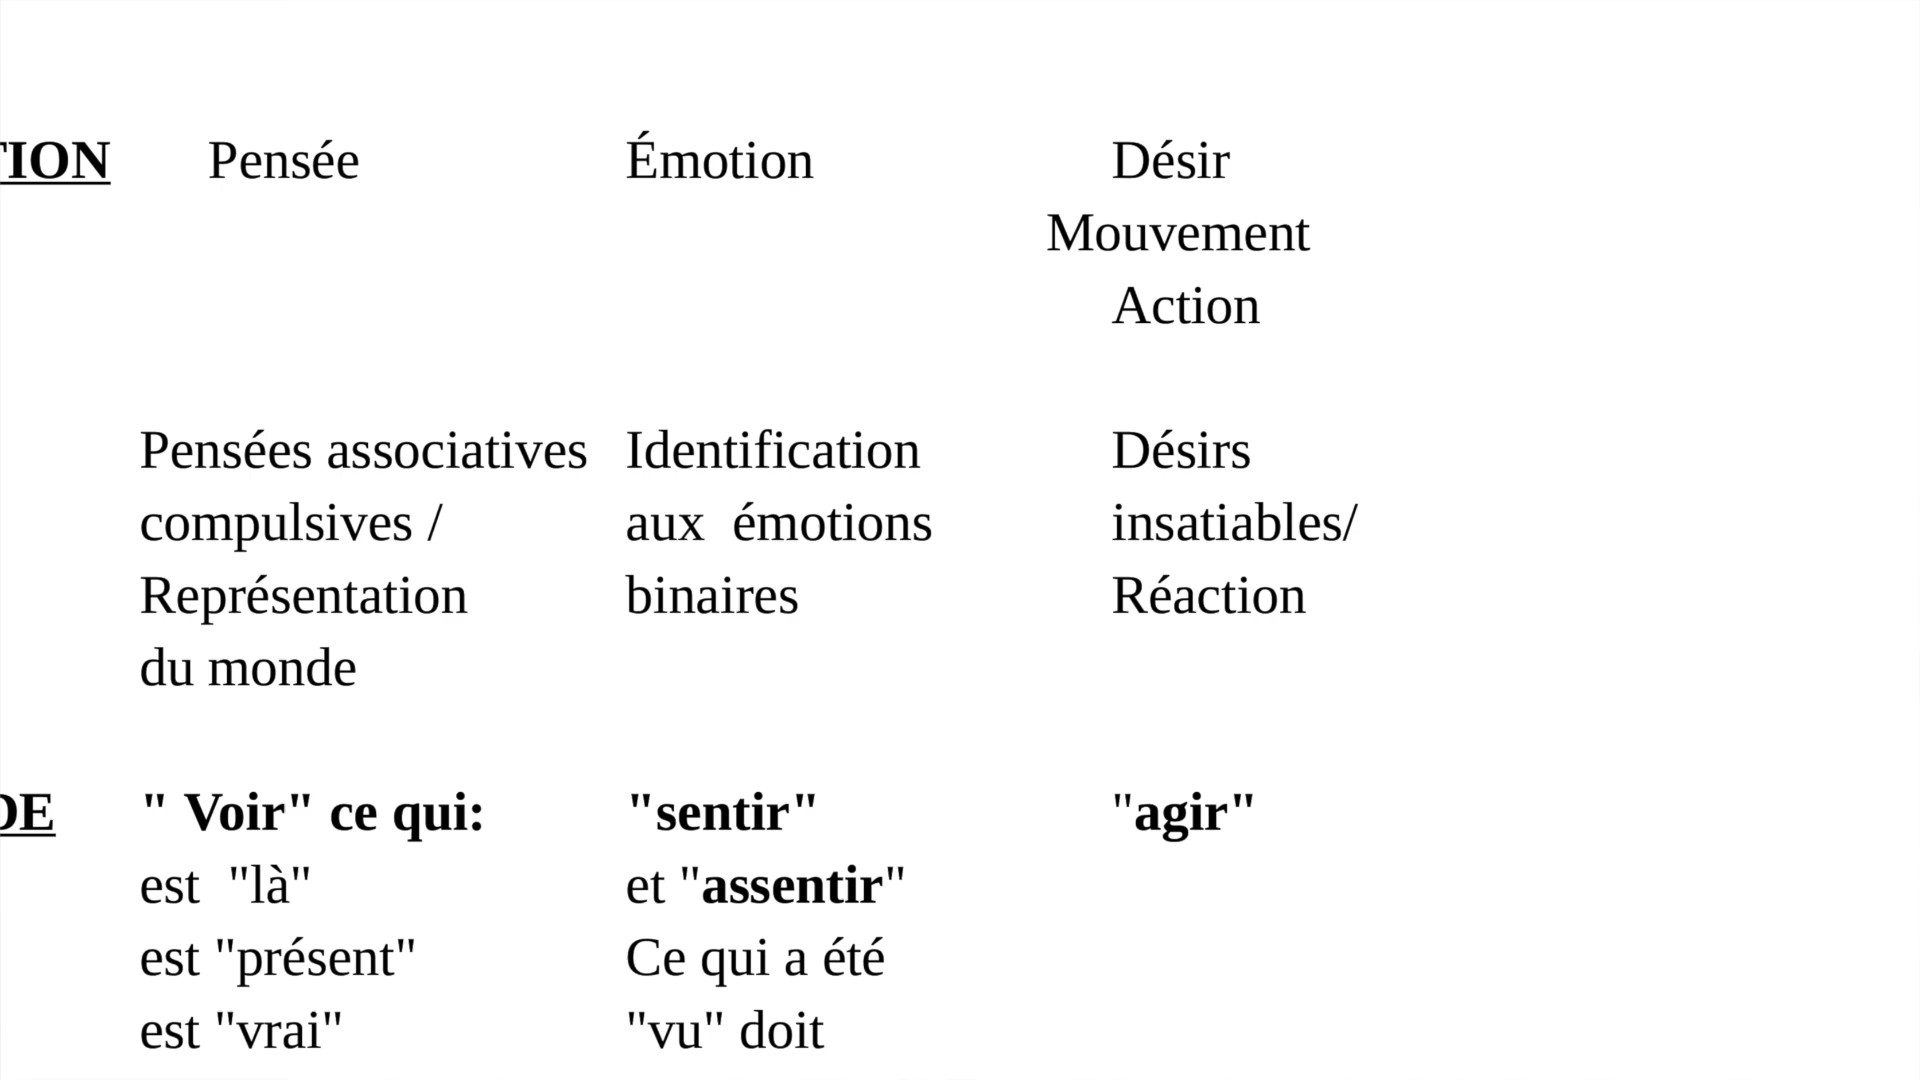 TION Pensée Émotion Désir
Mouvement
Action
Pensées associatives Identification Désirs
compulsives / aux émotions insatiables/
Représentation binaires Réaction
du monde
DE " Voir" ce qui: "sentir" "agir"
est "là" et "assentir"
est "présent" Ce qui a été
est "vrai" "vu" doit